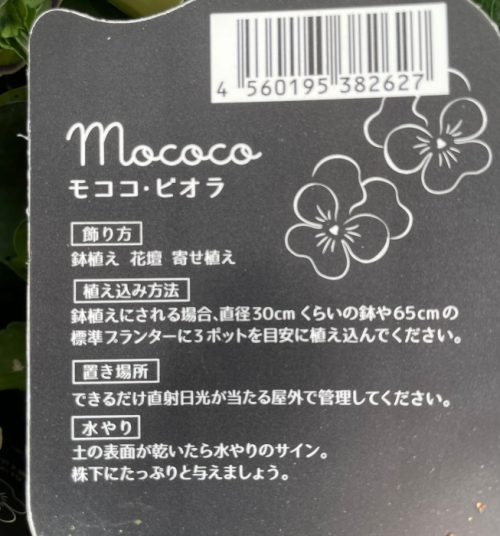 4 560195 382627
Mococo
モココ・ビオラ
飾り方
鉢植え 花壇 寄せ植え
植え込み方法
鉢植えにされる場合、直径30cmくらいの鉢や65cmの
標準プランターに3ポットを目安に植え込んでください。
置き場所
できるだけ直射日光が当たる屋外で管理してください。
水やり
土の表面が乾いたら水やりのサイン。
株下にたっぷりと与えましょう。